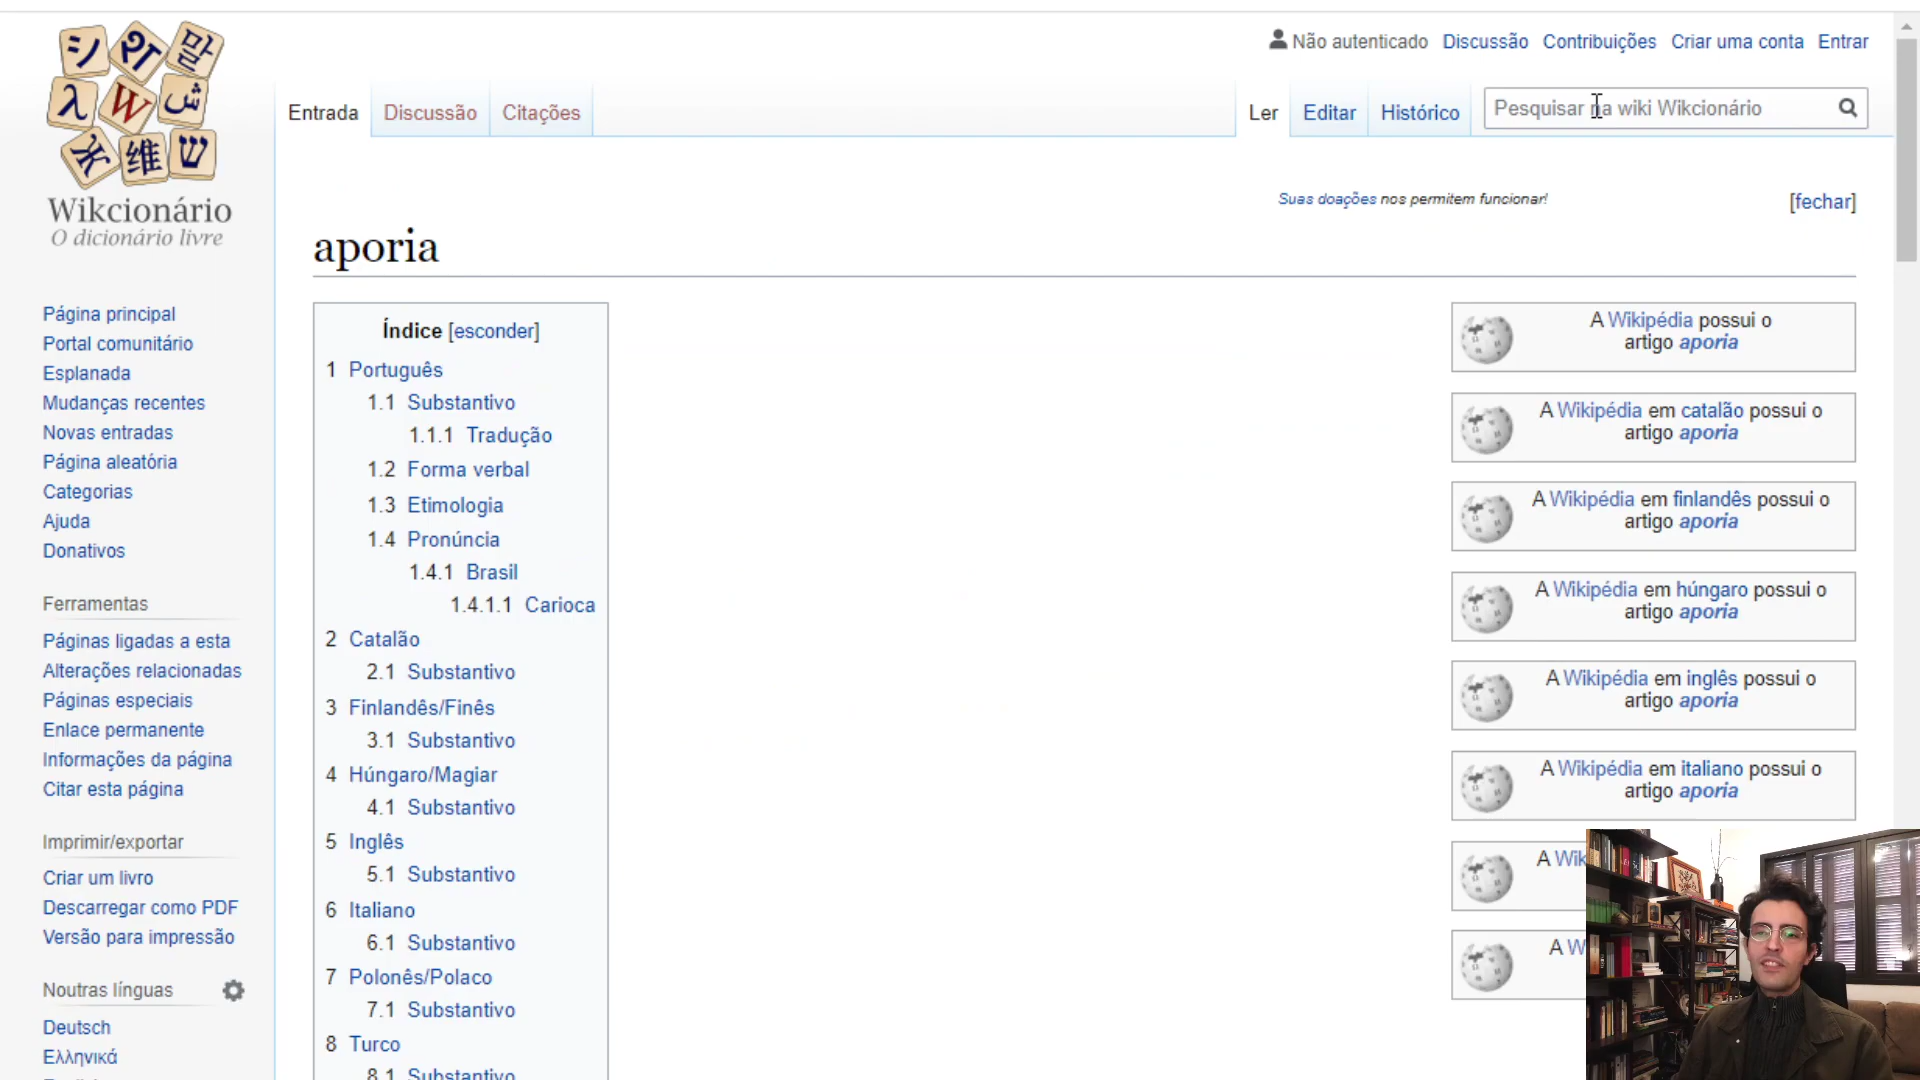 Não autenticado Discussão Contribuições Criar uma conta Entrar
シ 말
λ W ش
维 ש
Wikcionário
O dicionário livre
Entrada Discussão Citações
Ler Editar Histórico Pesquisar na wiki Wikcionário
Suas doações nos permitem funcionar! [fechar]
aporia
Página principal
Portal comunitário
Esplanada
Mudanças recentes
Novas entradas
Página aleatória
Categorias
Ajuda
Donativos
Ferramentas
Páginas ligadas a esta
Alterações relacionadas
Páginas especiais
Enlace permanente
Informações da página
Citar esta página
Imprimir/exportar
Criar um livro
Descarregar como PDF
Versão para impressão
Noutras línguas
Deutsch
Ελληνικά
Índice [esconder]
1 Português
1.1 Substantivo
1.1.1 Tradução
1.2 Forma verbal
1.3 Etimologia
1.4 Pronúncia
1.4.1 Brasil
1.4.1.1 Carioca
2 Catalão
2.1 Substantivo
3 Finlandês/Finês
3.1 Substantivo
4 Húngaro/Magiar
4.1 Substantivo
5 Inglês
5.1 Substantivo
6 Italiano
6.1 Substantivo
7 Polonês/Polaco
7.1 Substantivo
8 Turco
8.1 Substantivo
A Wikipédia possui o
artigo aporia
A Wikipédia em catalão possui o
artigo aporia
A Wikipédia em finlandês possui o
artigo aporia
A Wikipédia em húngaro possui o
artigo aporia
A Wikipédia em inglês possui o
artigo aporia
A Wikipédia em italiano possui o
artigo aporia
A Wik
A W